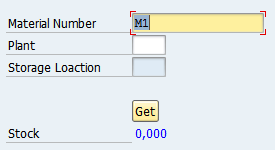 Material Number M1
Plant
Storage Loaction
Get
Stock 0,000